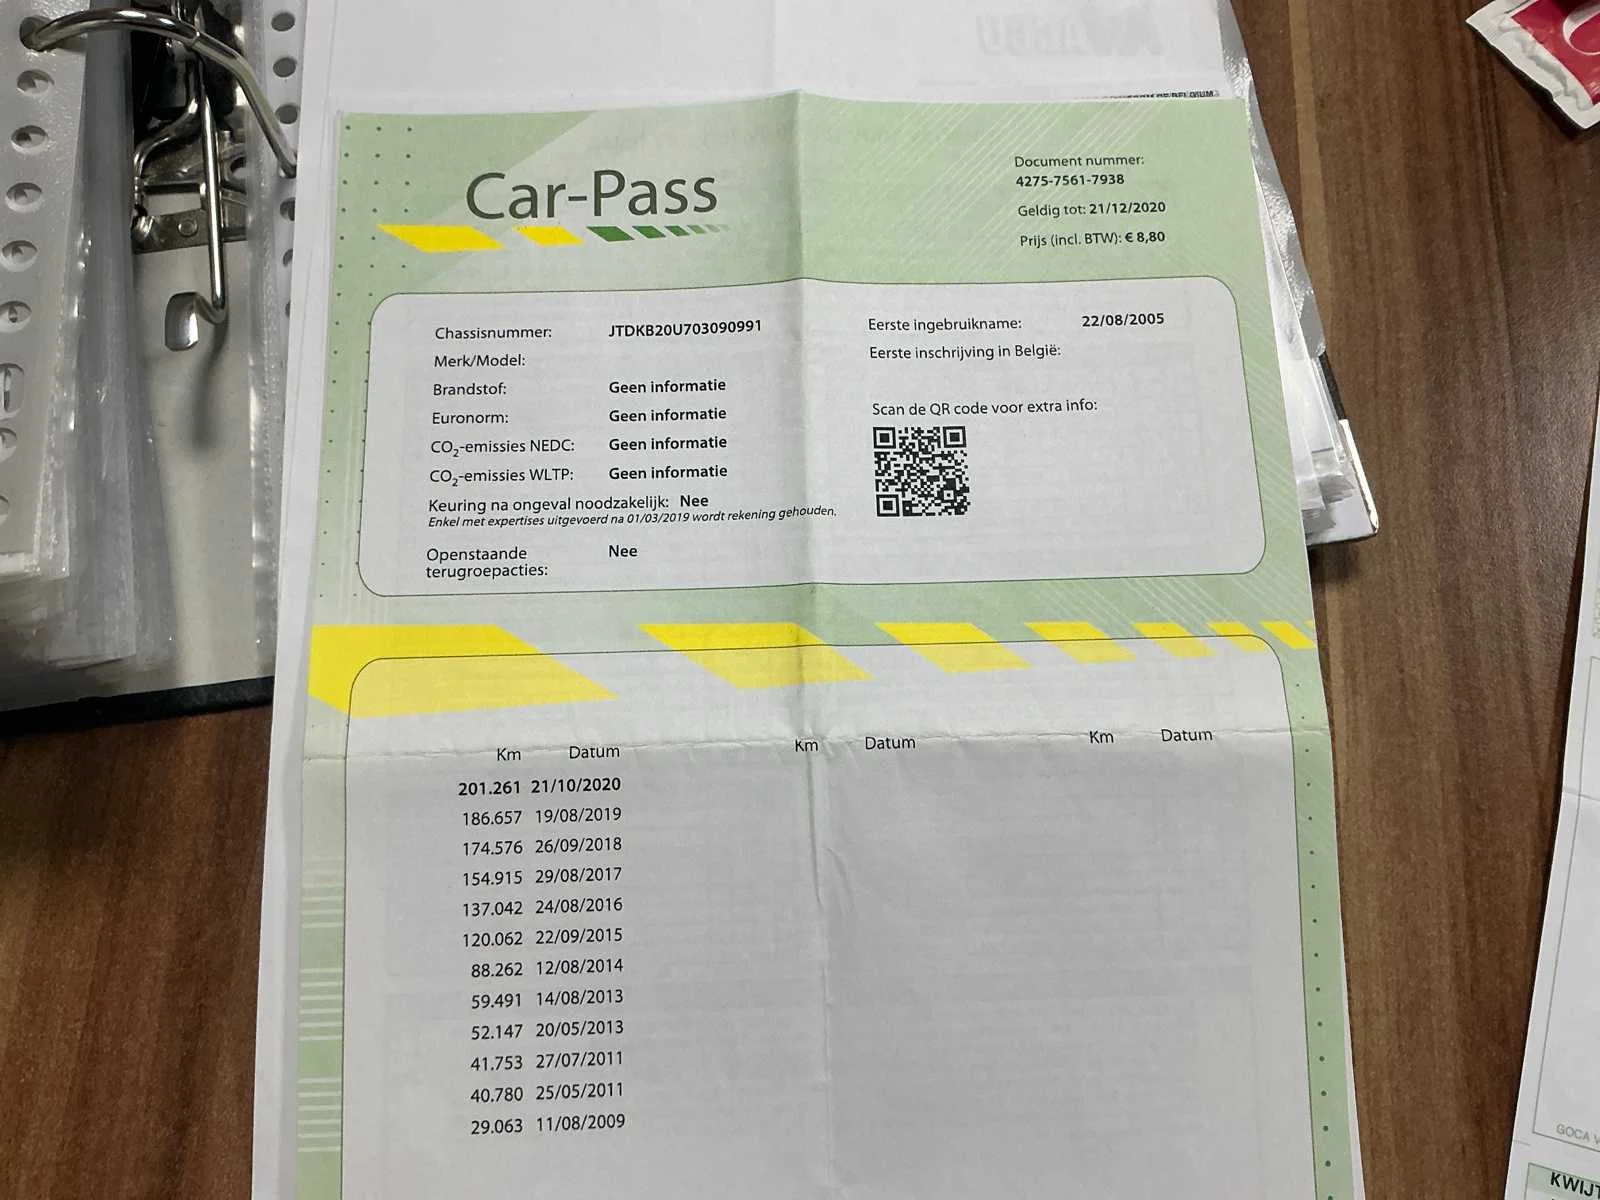 Car-Pass
Document nummer:
4275-7561-7938
Geldig tot: 21/12/2020
Prijs (incl. BTW): € 8,80
Chassisnummer: JTDKB20U703090991
Merk/Model:
Brandstof: Geen informatie
Euronorm: Geen informatie
CO2-emissies NEDC: Geen informatie
CO2-emissies WLTP: Geen informatie
Keuring na ongeval noodzakelijk: Nee
Enkel met expertises uitgevoerd na 01/03/2019 wordt rekening gehouden.
Openstaande terugroepacties: Nee
Eerste ingebruikname: 22/08/2005
Eerste inschrijving in België:
Scan de QR code voor extra info:
Km Datum Km Datum Km Datum
201.261 21/10/2020
186.657 19/08/2019
174.576 26/09/2018
154.915 29/08/2017
137.042 24/08/2016
120.062 22/09/2015
88.262 12/08/2014
59.491 14/08/2013
52.147 20/05/2013
41.753 27/07/2011
40.780 25/05/2011
29.063 11/08/2009
GOCA V
KWIJT